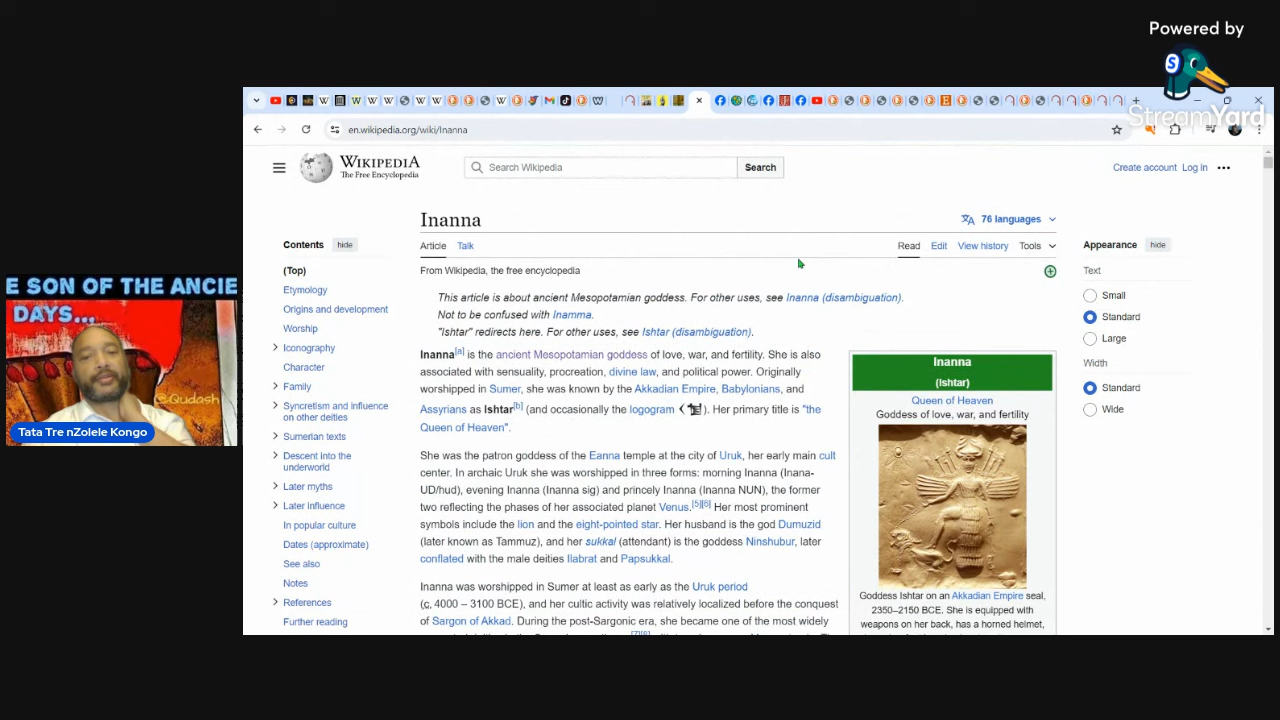 Powered by
S
StreamYard
en.wikipedia.org/wiki/Inanna
WIKIPEDIA
The Free Encyclopedia
Search Wikipedia
Search
Create account Log in
Inanna
76 languages
Contents hide
Article Talk
Read Edit View history Tools
Appearance hide
(Top)
Etymology
Origins and development
Worship
Iconography
Character
Family
Syncretism and influence
on other deities
Sumerian texts
Descent into the
underworld
Later myths
Later influence
In popular culture
Dates (approximate)
See also
Notes
References
Further reading
From Wikipedia, the free encyclopedia
This article is about ancient Mesopotamian goddess. For other uses, see Inanna (disambiguation).
Not to be confused with Inamma.
"Ishtar" redirects here. For other uses, see Ishtar (disambiguation).
Inanna[a] is the ancient Mesopotamian goddess of love, war, and fertility. She is also
associated with sensuality, procreation, divine law, and political power. Originally
worshipped in Sumer, she was known by the Akkadian Empire, Babylonians, and
Assyrians as Ishtar[b] (and occasionally the logogram 𒌋𒁯). Her primary title is "the
Queen of Heaven".
She was the patron goddess of the Eanna temple at the city of Uruk, her early main cult
center. In archaic Uruk she was worshipped in three forms: morning Inanna (Inana-
UD/hud), evening Inanna (Inanna sig) and princely Inanna (Inanna NUN), the former
two reflecting the phases of her associated planet Venus.[5][6] Her most prominent
symbols include the lion and the eight-pointed star. Her husband is the god Dumuzid
(later known as Tammuz), and her sukkal (attendant) is the goddess Ninshubur, later
conflated with the male deities Ilabrat and Papsukkal.
Inanna was worshipped in Sumer at least as early as the Uruk period
(c. 4000 – 3100 BCE), and her cultic activity was relatively localized before the conquest
of Sargon of Akkad. During the post-Sargonic era, she became one of the most widely
Inanna
(Ishtar)
Queen of Heaven
Goddess of love, war, and fertility
Goddess Ishtar on an Akkadian Empire seal,
2350–2150 BCE. She is equipped with
weapons on her back, has a horned helmet,
Text
Small
Standard
Large
Width
Standard
Wide
E SON OF THE ANCIE
DAYS...
@Qudash
Tata Tre nZolele Kongo